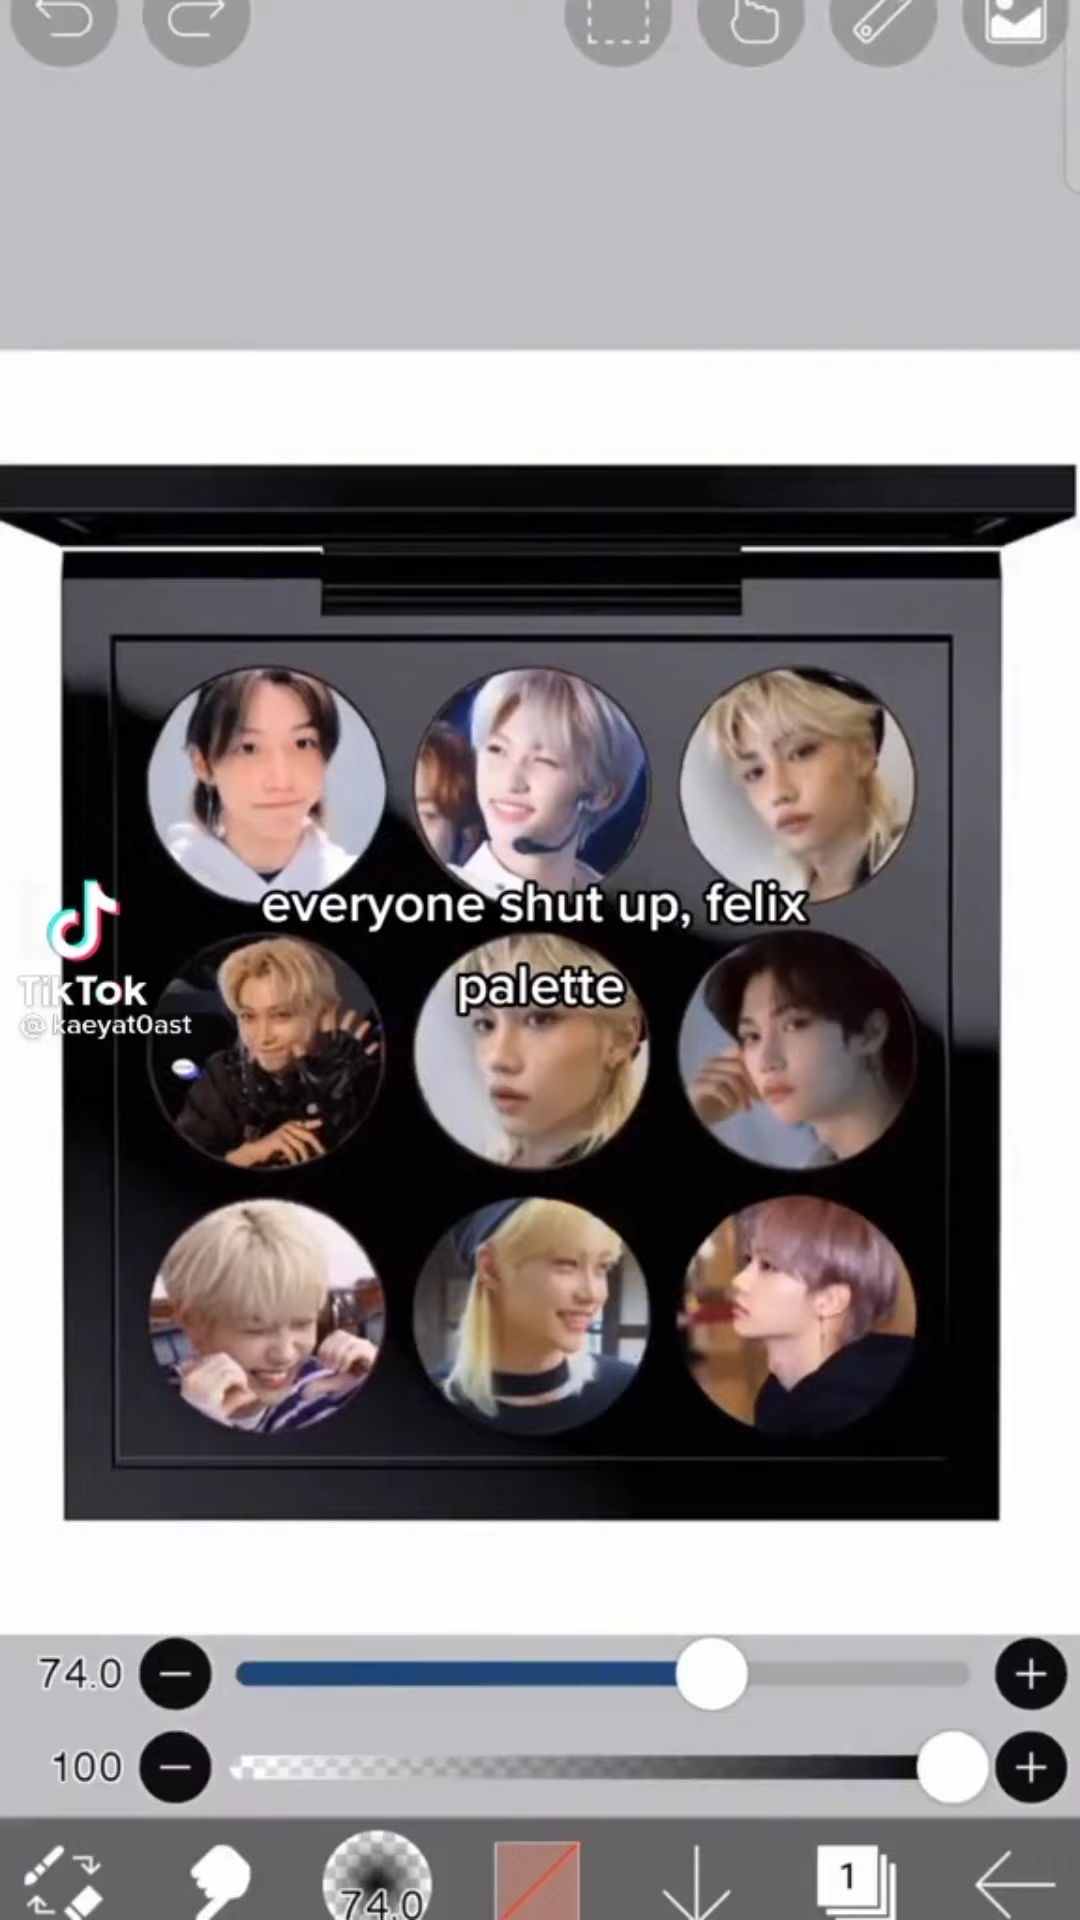 everyone shut up, felix
palette
TikTok
@kaeyat0ast
74.0
100
74.0
1